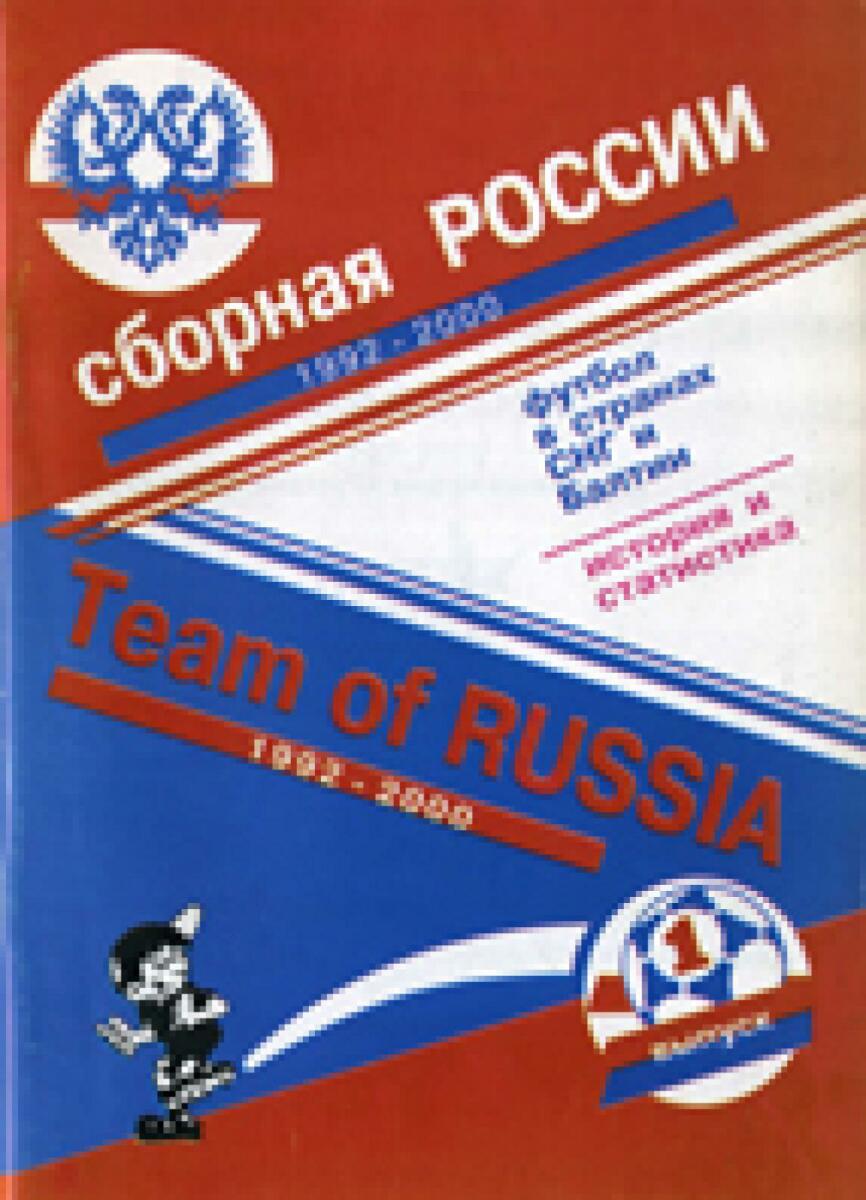 сборная РОССИИ
1992 - 2000
Футбол
в странах
СНГ и
Балтии
история и
статистика
Team of RUSSIA
1992 - 2000
1
выпуск